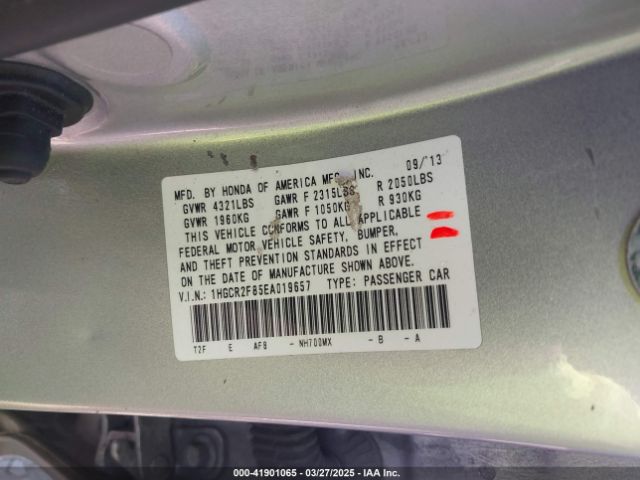 09/'13
MFD. BY HONDA OF AMERICA MFG., INC.
GVWR 4321LBS GAWR F 2315LBS R 2050LBS
GVWR 1960KG GAWR F 1050KG R 930KG
THIS VEHICLE CONFORMS TO ALL APPLICABLE
FEDERAL MOTOR VEHICLE SAFETY, BUMPER,
AND THEFT PREVENTION STANDARDS IN EFFECT
ON THE DATE OF MANUFACTURE SHOWN ABOVE.
V.I.N.: 1HGCR2F85EA019657 TYPE: PASSENGER CAR
T2F E AF8 - NH700MX - B - A
000-41901065 / 03/27/2025 / IAA Inc.